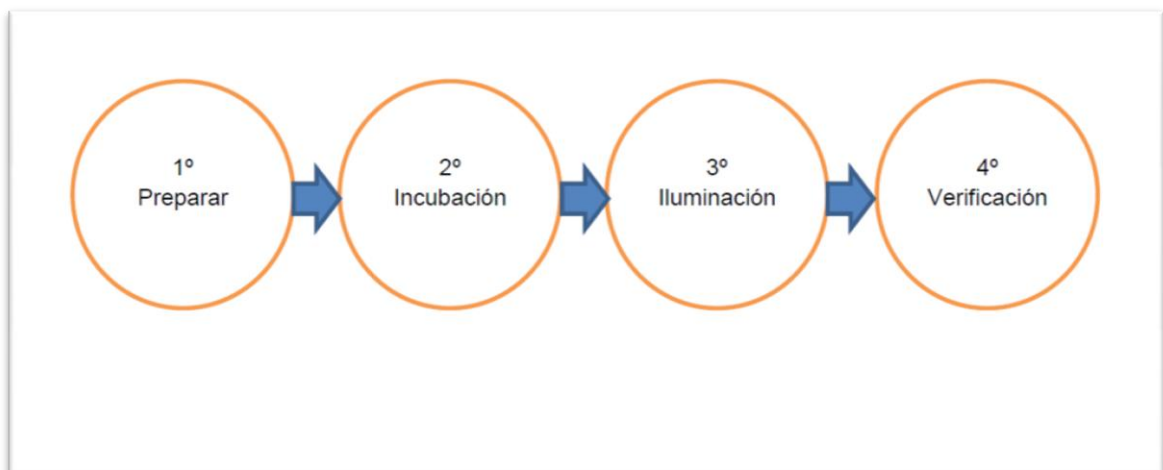 1º
Preparar
2º
Incubación
3º
Iluminación
4º
Verificación